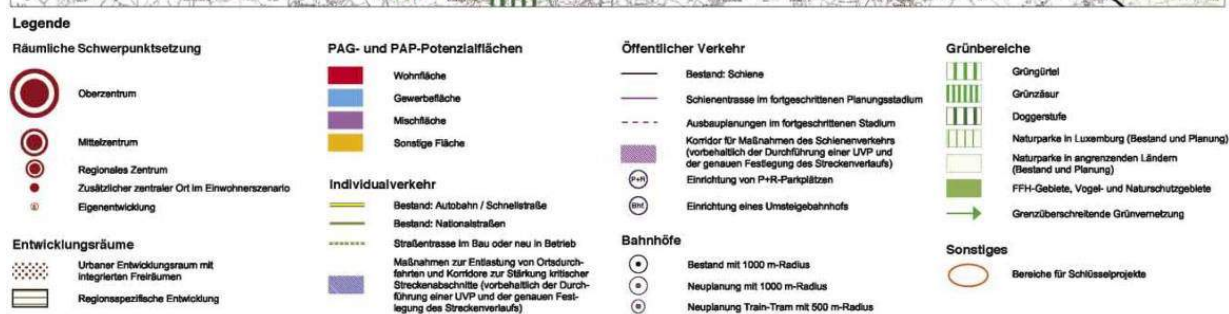 Legende
Räumliche Schwerpunktsetzung
Oberzentrum
Mittelzentrum
Regionales Zentrum
Zusätzlicher zentraler Ort im Einwohnerszenario
Eigenentwicklung
Entwicklungsräume
Urbaner Entwicklungsraum mit
integrierten Freiräumen
Regionsspezifische Entwicklung
PAG- und PAP-Potenzialflächen
Wohnfläche
Gewerbefläche
Mischfläche
Sonstige Fläche
Individualverkehr
Bestand: Autobahn / Schnellstraße
Bestand: Nationalstraßen
Straßentrasse im Bau oder neu in Betrieb
Maßnahmen zur Entlastung von Ortsdurch-
fahrten und Korridore zur Stärkung kritischer
Streckenabschnitte (vorbehaltlich der Durch-
führung einer UVP und der genauen Fest-
legung des Streckenverlaufs)
Öffentlicher Verkehr
Bestand: Schiene
Schienentrasse im fortgeschrittenen Planungsstadium
Ausbauplanungen im fortgeschrittenen Stadium
Korridor für Maßnahmen des Schienenverkehrs
(vorbehaltlich der Durchführung einer UVP und
der genauen Festlegung des Streckenverlaufs)
P+R Einrichtung von P+R-Parkplätzen
Bhf Einrichtung eines Umsteigebahnhofs
Bahnhöfe
Bestand mit 1000 m-Radius
Neuplanung mit 1000 m-Radius
Neuplanung Train-Tram mit 500 m-Radius
Grünbereiche
Grüngürtel
Grünzäsur
Doggerstufe
Naturparke in Luxemburg (Bestand und Planung)
Naturparke in angrenzenden Ländern
(Bestand und Planung)
FFH-Gebiete, Vogel- und Naturschutzgebiete
Grenzüberschreitende Grünvernetzung
Sonstiges
Bereiche für Schlüsselprojekte